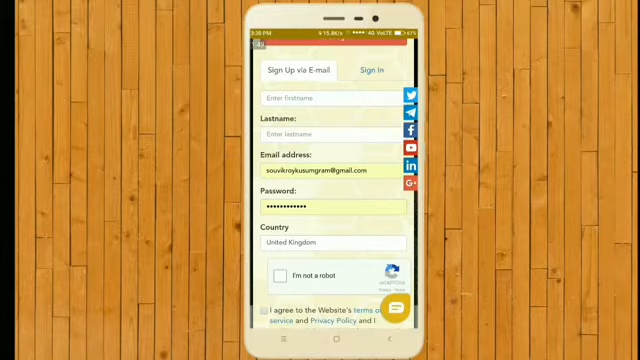 3:38 PM
15.8K/s
4G VoLTE
67%
Sign Up via E-mail
Sign In
Enter firstname
Lastname:
Enter lastname
Email address:
souvikroykusumgram@gmail.com
Password:
••••••••••••
Country
United Kingdom
I'm not a robot
reCAPTCHA
Privacy - Terms
I agree to the Website's terms of
service and Privacy Policy and I